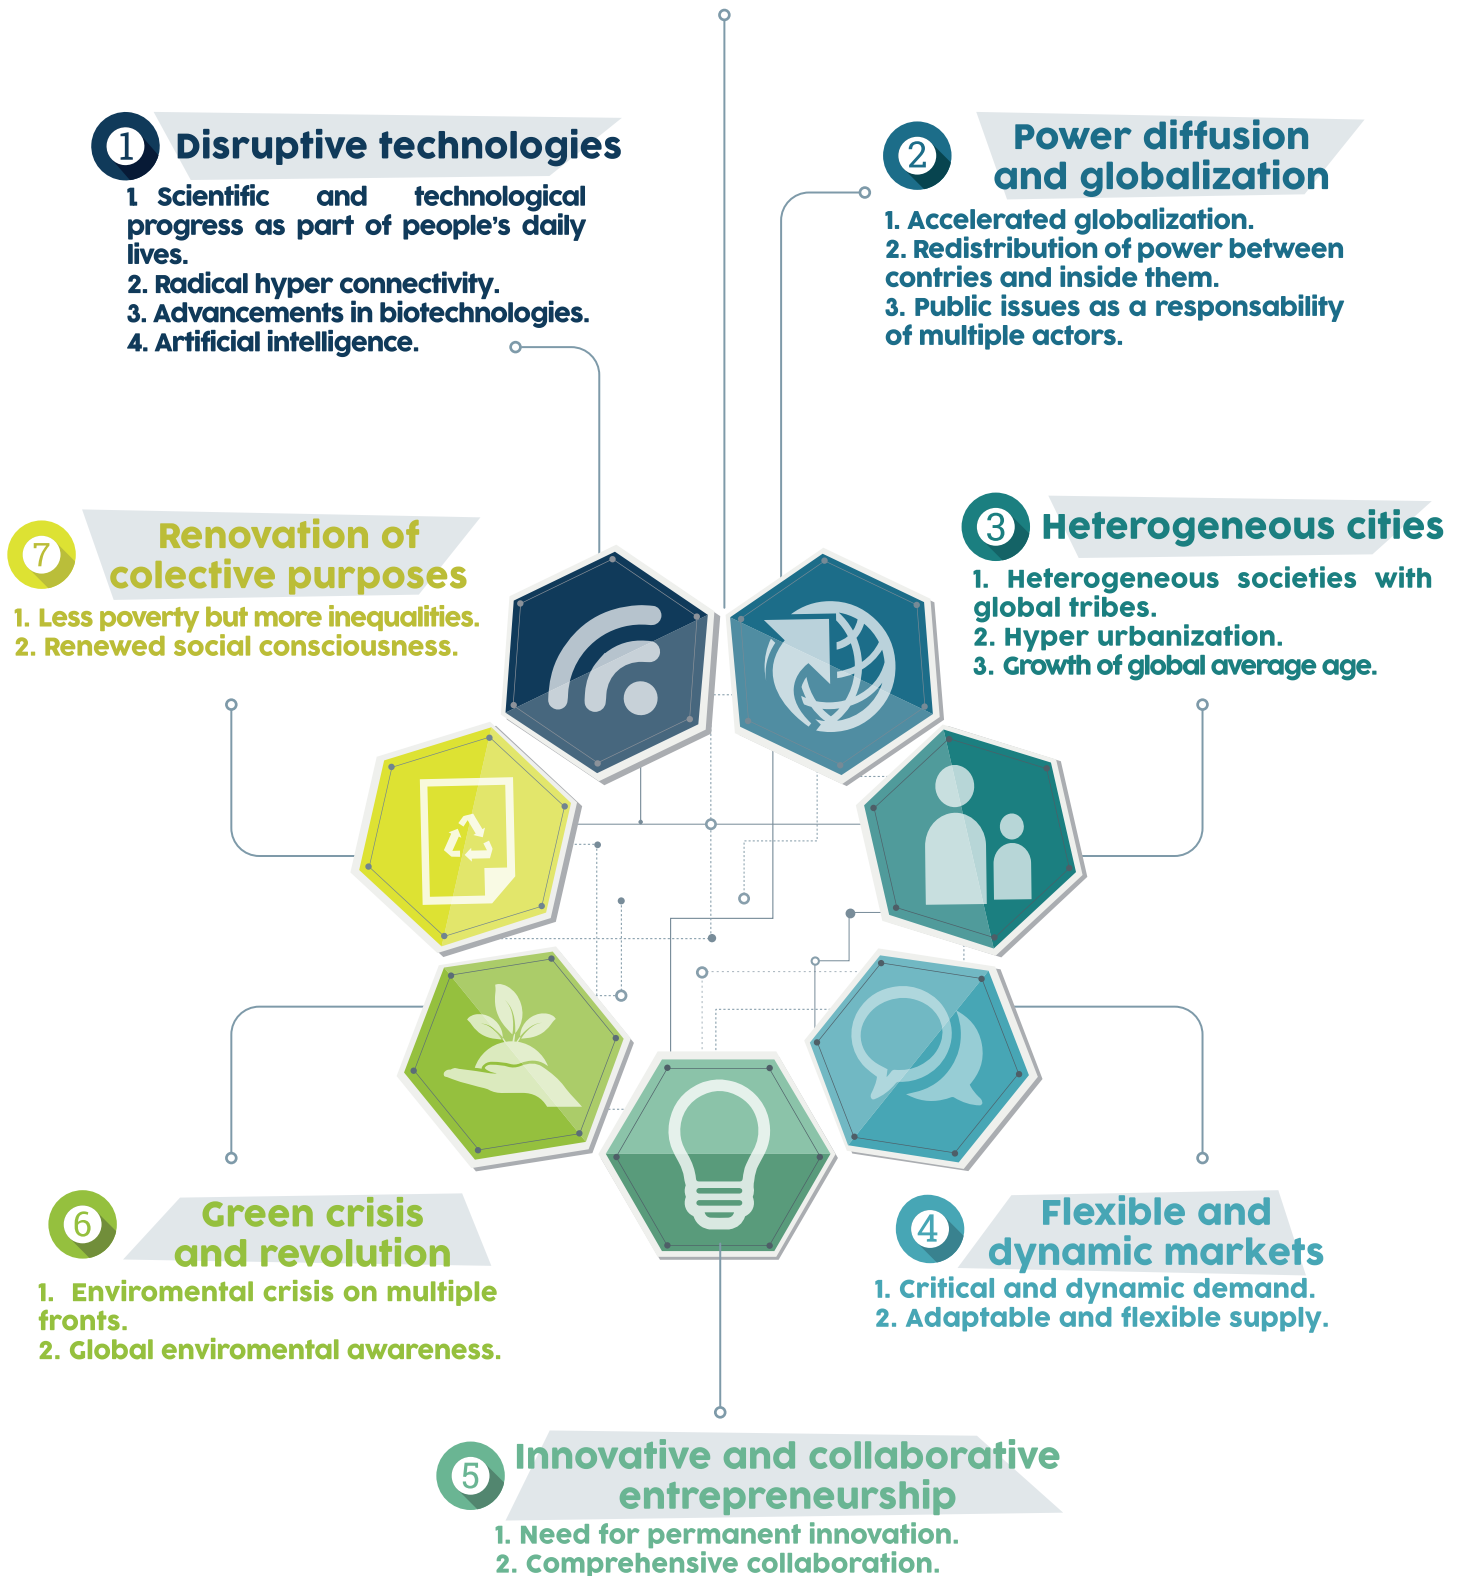 1
Disruptive technologies
1 Scientific and technological
progress as part of people's daily
lives.
2. Radical hyper connectivity.
3. Advancements in biotechnologies.
4. Artificial intelligence.
2
Power diffusion
and globalization
1. Accelerated globalization.
2. Redistribution of power between
contries and inside them.
3. Public issues as a responsability
of multiple actors.
3
Heterogeneous cities
1. Heterogeneous societies with
global tribes.
2. Hyper urbanization.
3. Growth of global average age.
4
Flexible and
dynamic markets
1. Critical and dynamic demand.
2. Adaptable and flexible supply.
5
Innovative and collaborative
entrepreneurship
1. Need for permanent innovation.
2. Comprehensive collaboration.
6
Green crisis
and revolution
1. Enviromental crisis on multiple
fronts.
2. Global enviromental awareness.
7
Renovation of
colective purposes
1. Less poverty but more inequalities.
2. Renewed social consciousness.